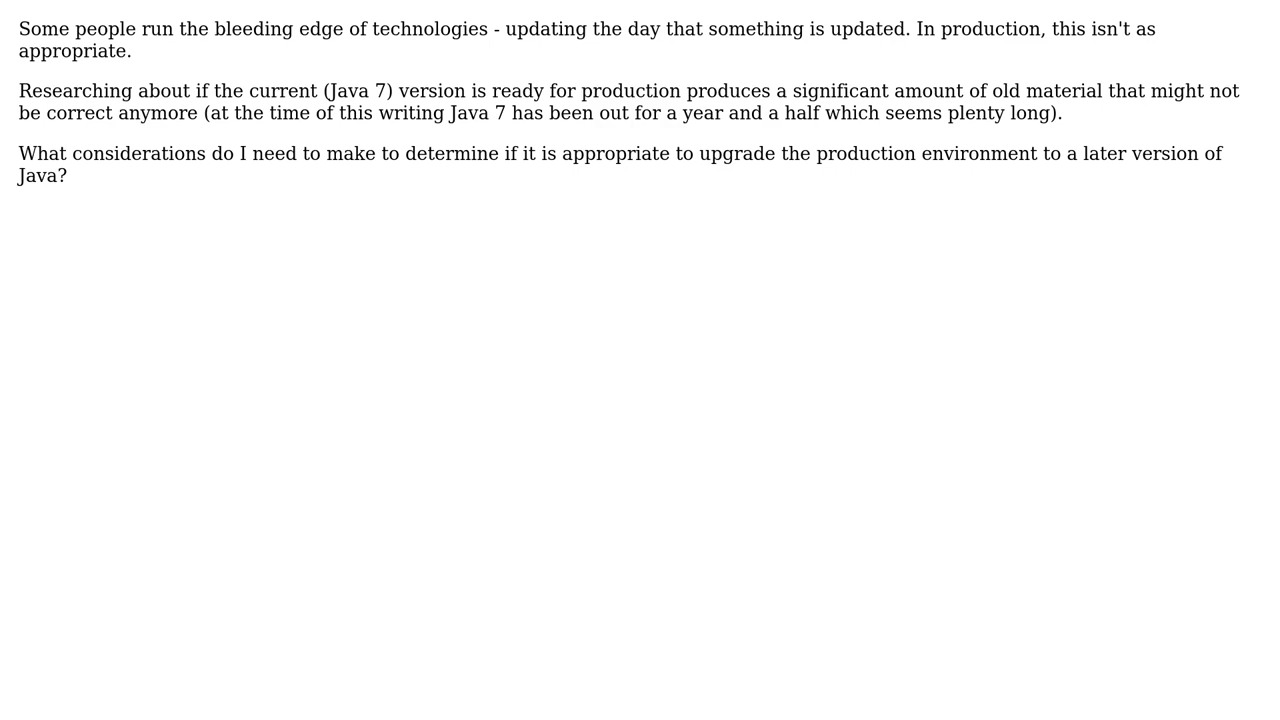 Some people run the bleeding edge of technologies - updating the day that something is updated. In production, this isn't as
appropriate.
Researching about if the current (Java 7) version is ready for production produces a significant amount of old material that might not
be correct anymore (at the time of this writing Java 7 has been out for a year and a half which seems plenty long).
What considerations do I need to make to determine if it is appropriate to upgrade the production environment to a later version of
Java?